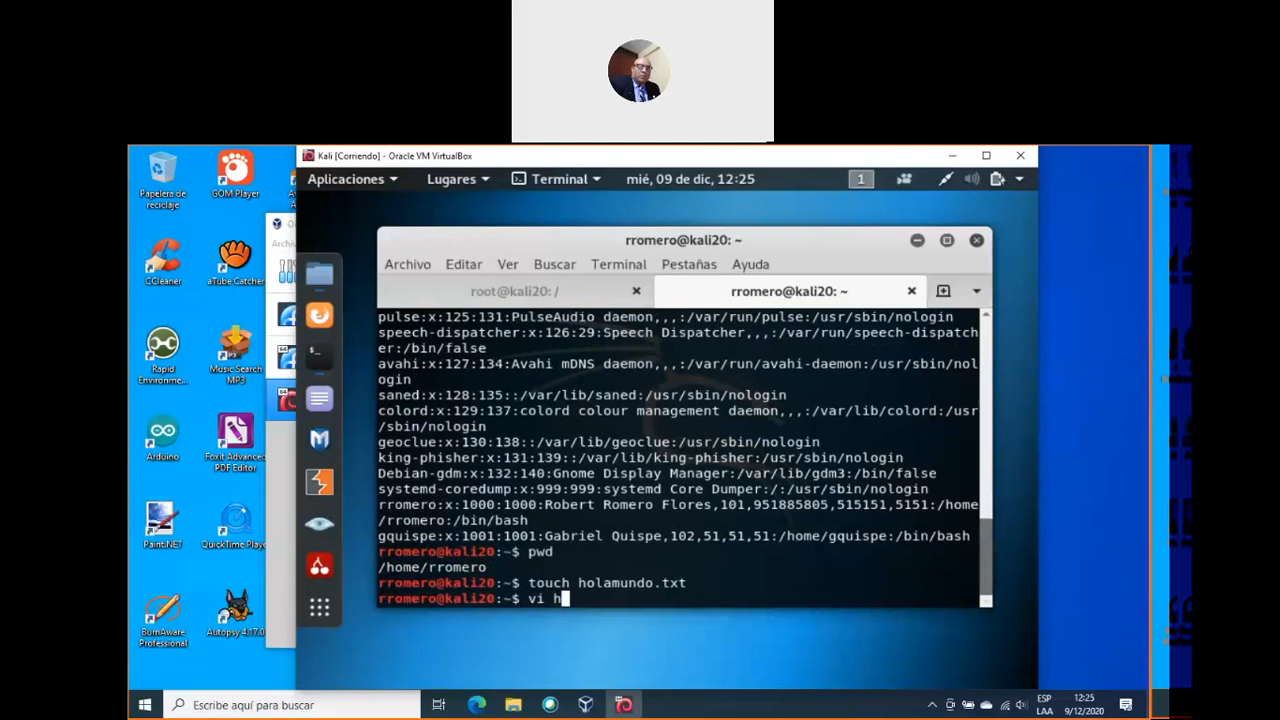 Kali [Corriendo] - Oracle VM VirtualBox
Aplicaciones Lugares Terminal mié, 09 de dic, 12:25 1
Papelera de reciclaje
GOM Player
CCleaner
aTube Catcher
Rapid Environme...
Music Search MP3
Arduino
Foxit Advanced PDF Editor
Paint.NET
QuickTime Player
BurnAware Professional
Autopsy 4.17.0
rromero@kali20: ~
Archivo Editar Ver Buscar Terminal Pestañas Ayuda
root@kali20: /
rromero@kali20: ~
pulse:x:125:131:PulseAudio daemon,,,:/var/run/pulse:/usr/sbin/nologin
speech-dispatcher:x:126:29:Speech Dispatcher,,,:/var/run/speech-dispatch
er:/bin/false
avahi:x:127:134:Avahi mDNS daemon,,,:/var/run/avahi-daemon:/usr/sbin/nol
ogin
saned:x:128:135::/var/lib/saned:/usr/sbin/nologin
colord:x:129:137:colord colour management daemon,,,:/var/lib/colord:/usr
/sbin/nologin
geoclue:x:130:138::/var/lib/geoclue:/usr/sbin/nologin
king-phisher:x:131:139::/var/lib/king-phisher:/usr/sbin/nologin
Debian-gdm:x:132:140:Gnome Display Manager:/var/lib/gdm3:/bin/false
systemd-coredump:x:999:999:systemd Core Dumper:/:/usr/sbin/nologin
rromero:x:1000:1000:Robert Romero Flores,101,951885805,515151,5151:/home
/rromero:/bin/bash
gquispe:x:1001:1001:Gabriel Quispe,102,51,51,51:/home/gquispe:/bin/bash
rromero@kali20:~$ pwd
/home/rromero
rromero@kali20:~$ touch holamundo.txt
rromero@kali20:~$ vi h
Escribe aquí para buscar
ESP
LAA
12:25
9/12/2020